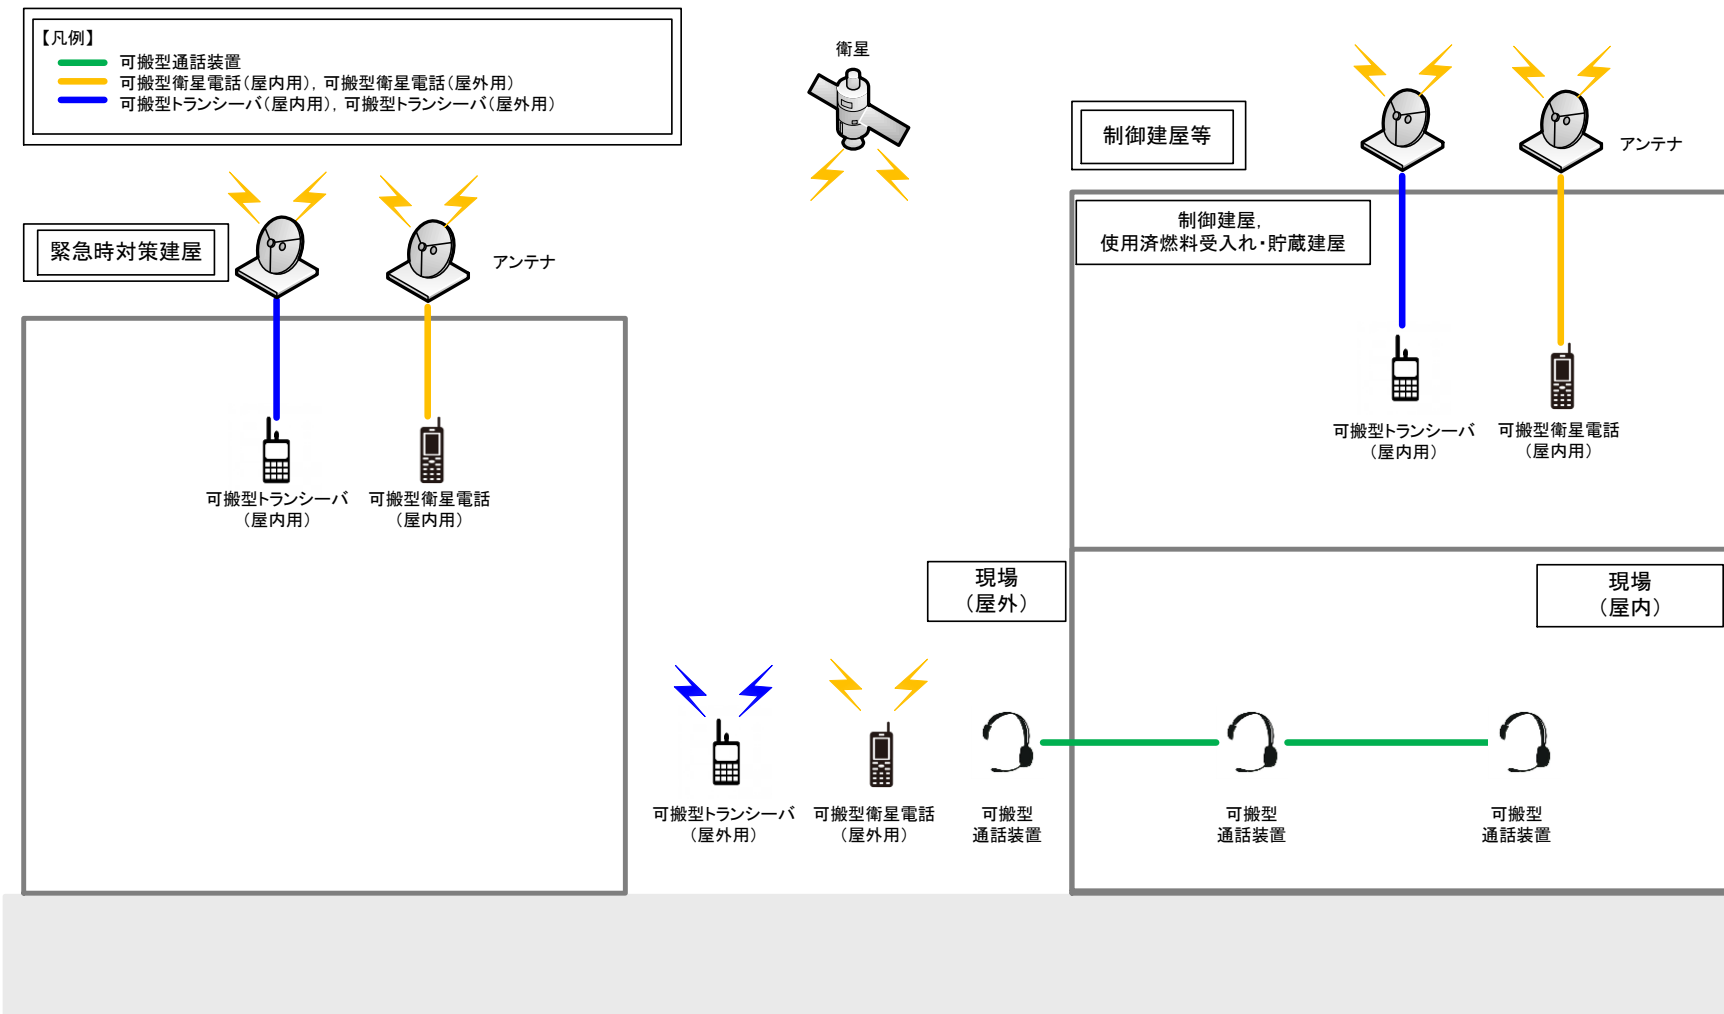 【凡例】
可搬型通話装置
可搬型衛星電話(屋内用)，可搬型衛星電話(屋外用)
可搬型トランシーバ(屋内用)，可搬型トランシーバ(屋外用)
衛星
制御建屋等
アンテナ
制御建屋，
使用済燃料受入れ・貯蔵建屋
緊急時対策建屋
アンテナ
可搬型トランシーバ
(屋内用)
可搬型衛星電話
(屋内用)
可搬型トランシーバ
(屋内用)
可搬型衛星電話
(屋内用)
現場
(屋外)
現場
(屋内)
可搬型トランシーバ
(屋外用)
可搬型衛星電話
(屋外用)
可搬型
通話装置
可搬型
通話装置
可搬型
通話装置